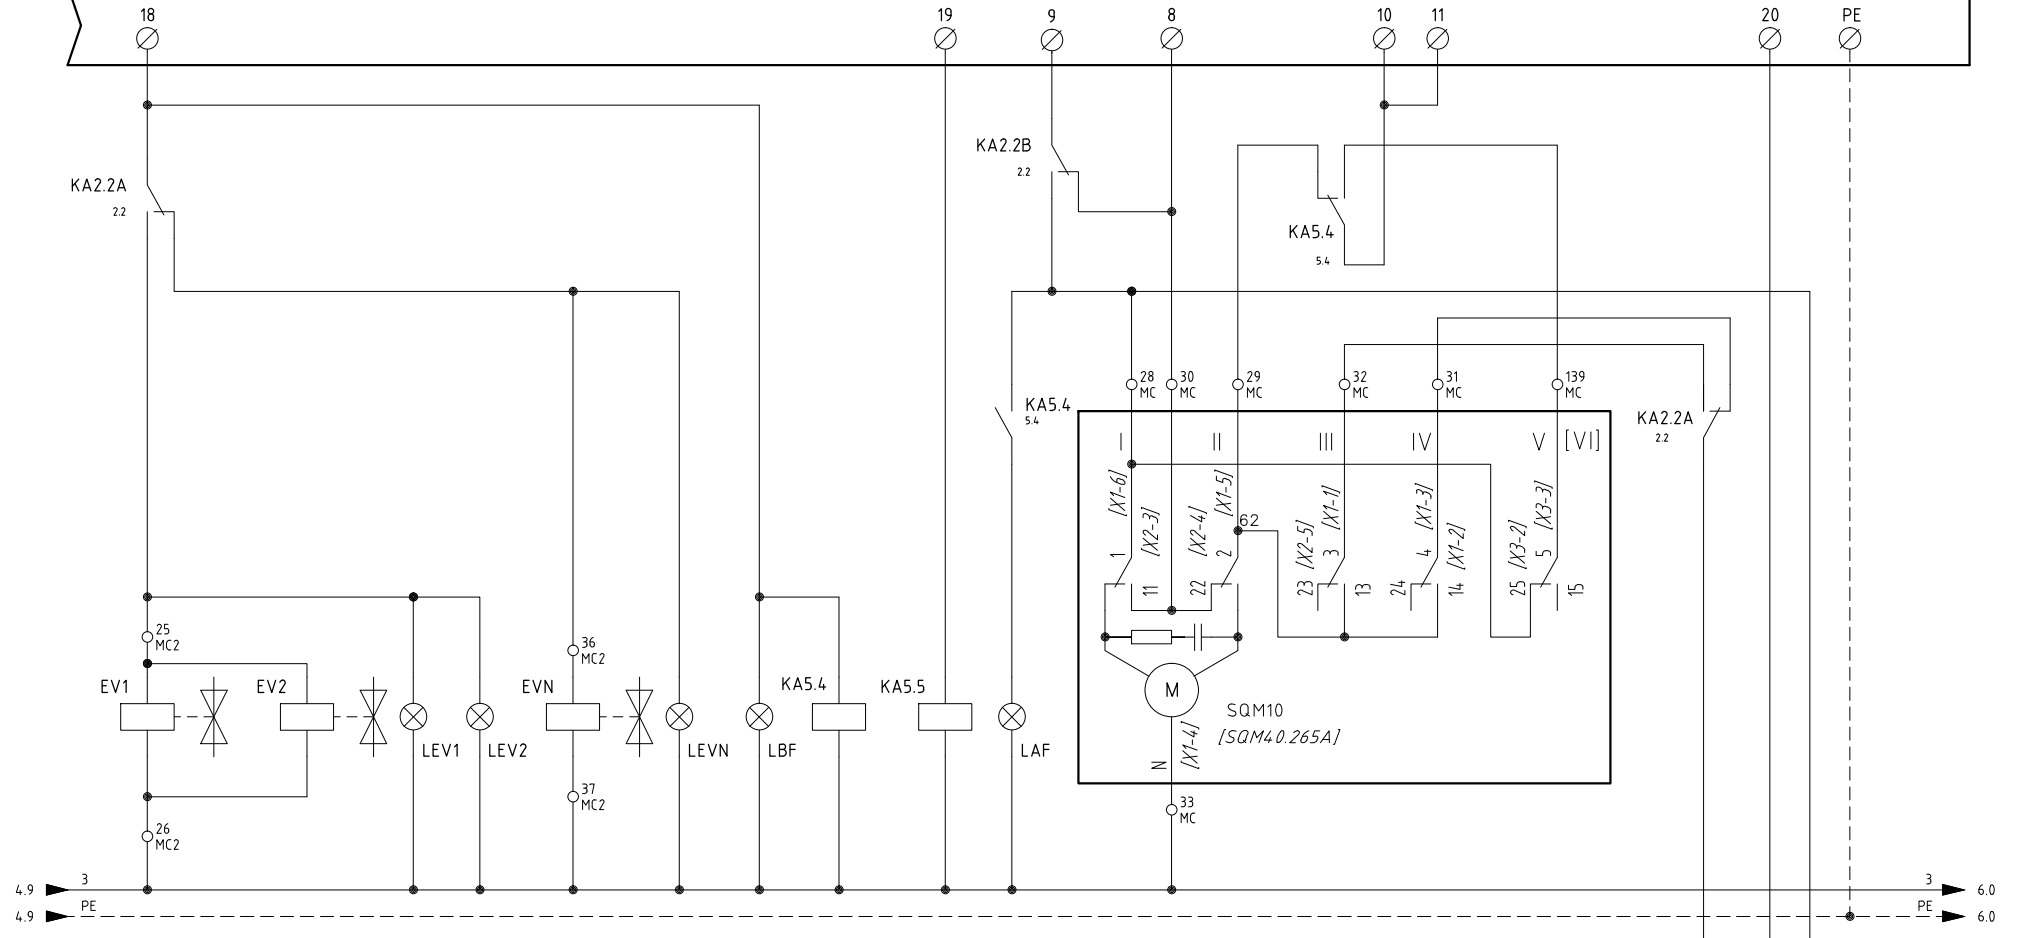 18
19
9
8
10
11
20
PE
KA2.2B
2.2
KA2.2A
2.2
KA5.4
5.4
28
MC
30
MC
29
MC
32
MC
31
MC
139
MC
KA5.4
5.4
KA2.2A
2.2
I
II
III
IV
V
[VI]
[X1-6]
[X2-3]
[X2-4]
[X1-5]
[X2-5]
[X1-1]
[X1-3]
[X1-2]
[X3-2]
[X3-3]
62
1
2
3
4
5
11
22
23
13
24
14
25
15
25
MC2
36
MC2
EV1
EV2
EVN
KA5.4
KA5.5
M
SQM10
[SQM40.265A]
LEV1
LEV2
LEVN
LBF
LAF
N
[X1-4]
37
MC2
33
MC
26
MC2
4.9
3
3
6.0
4.9
PE
PE
6.0